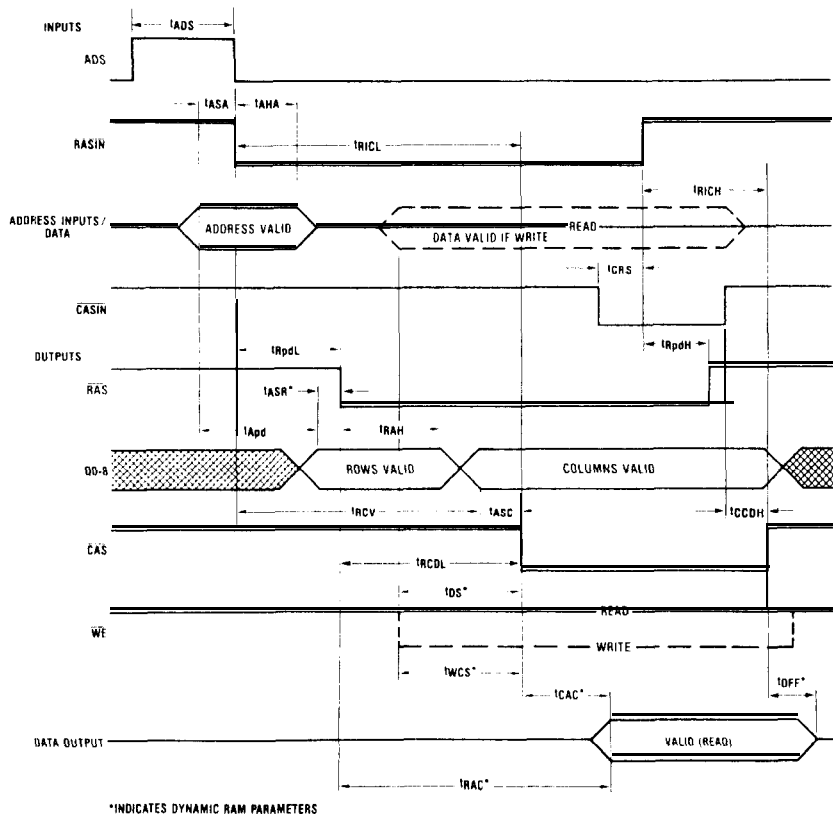 INPUTS
tADS
ADS
tASA
tAHA
RASIN
tRICL
tRICH
ADDRESS INPUTS/
DATA
ADDRESS VALID
READ
DATA VALID IF WRITE
tCRS
CASIN
tRpdL
tRpdH
OUTPUTS
RAS
tASR*
tApd
tRAH
Q0-8
ROWS VALID
COLUMNS VALID
tRCV
tASC
tCCDH
CAS
tRCDL
tDS*
READ
WE
WRITE
tWCS*
tCAC*
tOFF*
DATA OUTPUT
VALID (READ)
tRAC*
*INDICATES DYNAMIC RAM PARAMETERS